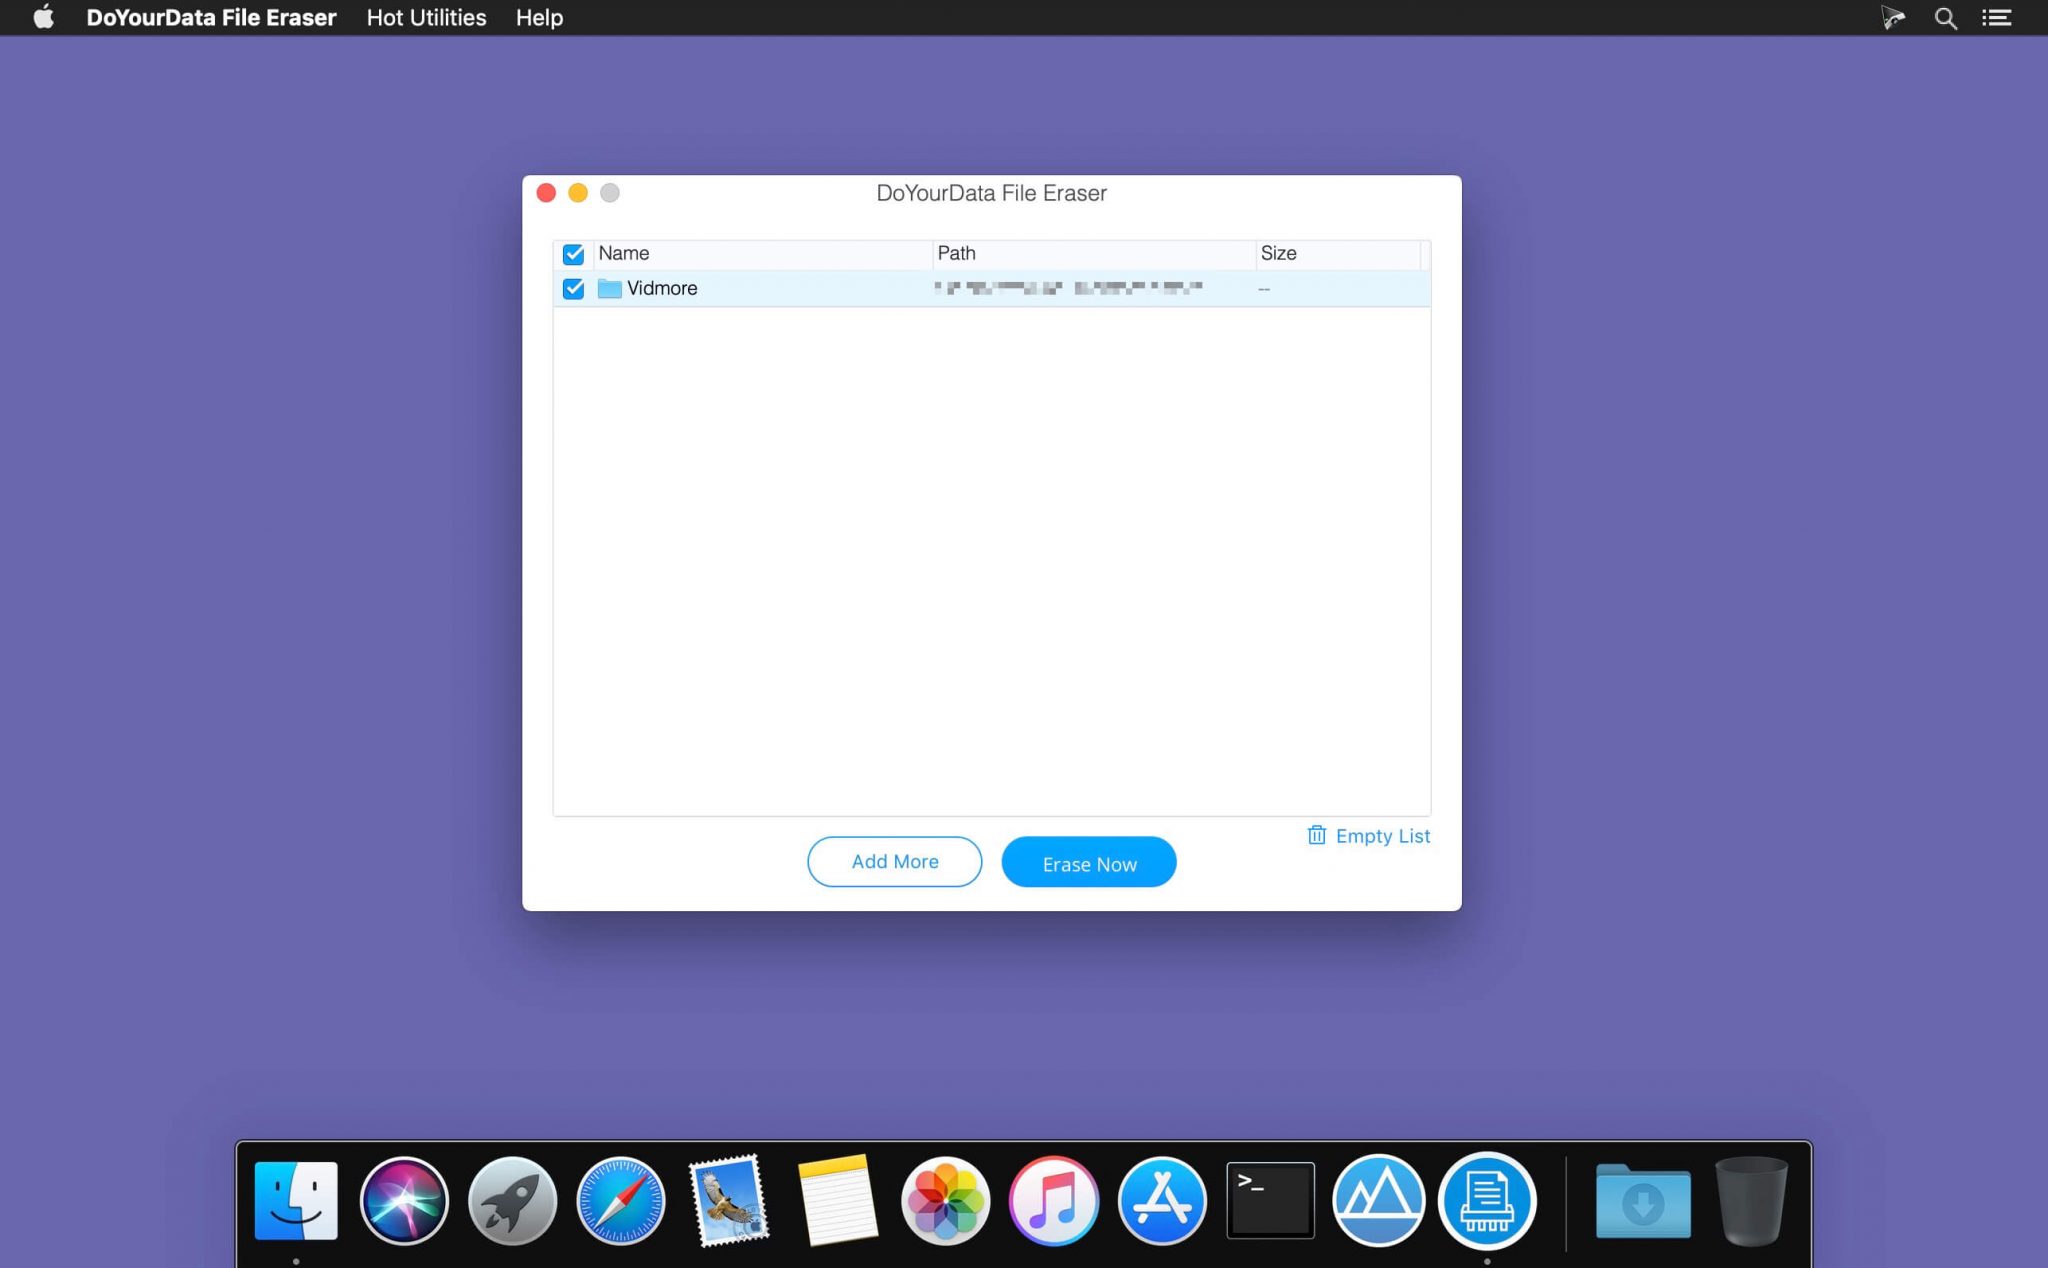 DoYourData File Eraser Hot Utilities Help
DoYourData File Eraser
Name Path Size
Vidmore --
Empty List
Add More Erase Now
>_